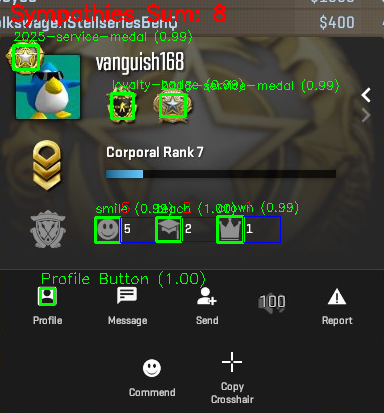 Sympathies Sum: 8
$400
2025-service-medal (0.99)
vanguish168
loyalty-badge (0.99)
service-medal (0.99)
Corporal Rank 7
smile (0.99)
(1.00)
crown (0.99)
5
2
1
Profile Button (1.00)
100
Profile
Message
Send
Report
Commend
Copy
Crosshair